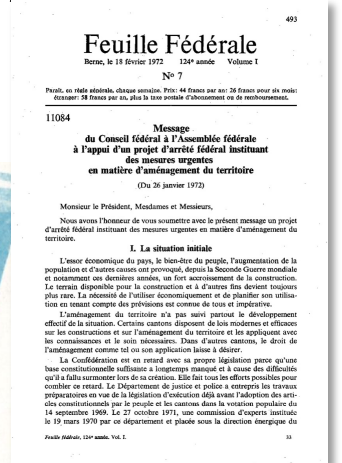 493
Feuille Fédérale
Berne, le 18 février 1972 124e année Volume I
No 7
Paraît, en règle générale, chaque semaine. Prix: 44 francs par an: 26 francs pour six mois:
étranger: 58 francs par an, plus la taxe postale d'abonnement ou de remboursement.
11084
Message
du Conseil fédéral à l'Assemblée fédérale
à l'appui d'un projet d'arrêté fédéral instituant
des mesures urgentes
en matière d'aménagement du territoire
(Du 26 janvier 1972)
Monsieur le Président, Mesdames et Messieurs,
Nous avons l'honneur de vous soumettre avec le présent message un projet
d'arrêté fédéral instituant des mesures urgentes en matière d'aménagement du
territoire.
I. La situation initiale
L'essor économique du pays, le bien-être du peuple, l'augmentation de la
population et d'autres causes ont provoqué, depuis la Seconde Guerre mondiale
et notamment ces dernières années, un fort accroissement de la construction.
Le terrain disponible pour la construction et à d'autres fins devient toujours
plus rare. La nécessité de l'utiliser économiquement et de planifier son utilisa-
tion en tenant compte des prévisions est connue de tous et impérative.
L'aménagement du territoire n'a pas suivi partout le développement
effectif de la situation. Certains cantons disposent de lois modernes et efficaces
sur les constructions et sur l'aménagement du territoire et les appliquent avec
les connaissances et le soin nécessaires. Dans d'autres cantons, le droit de
l'aménagement comme tel ou son application laisse à désirer.
La Confédération est en retard avec sa propre législation parce qu'une
base constitutionnelle suffisante a longtemps manqué et à cause des difficultés
qu'il a fallu surmonter lors de sa création. Elle fait tous les efforts possibles pour
combler ce retard. Le Département de justice et police a entrepris les travaux
préparatoires en vue de la législation d'exécution déjà avant l'adoption des arti-
cles constitutionnels par le peuple et les cantons dans la votation populaire du
14 septembre 1969. Le 27 octobre 1971, une commission d'experts instituée
le 19 mars 1970 par ce département et placée sous la direction énergique du
Feuille fédérale, 124e année. Vol. I. 33